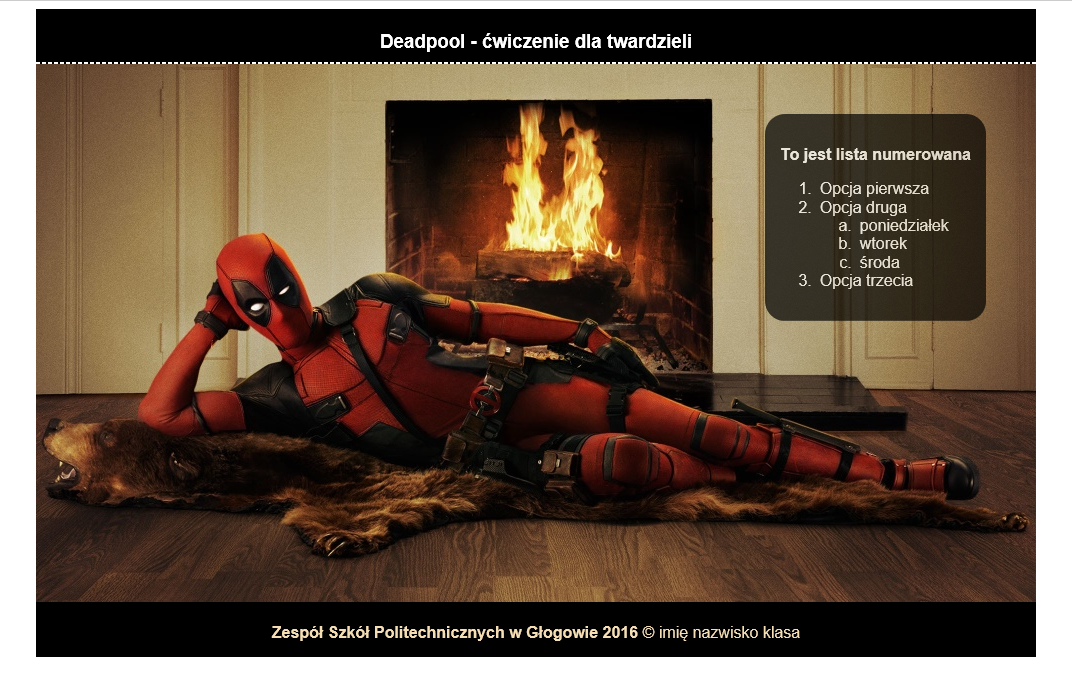 Deadpool - ćwiczenie dla twardzieli
To jest lista numerowana
1. Opcja pierwsza
2. Opcja druga
a. poniedziałek
b. wtorek
c. środa
3. Opcja trzecia
Zespół Szkół Politechnicznych w Głogowie 2016 © imię nazwisko klasa